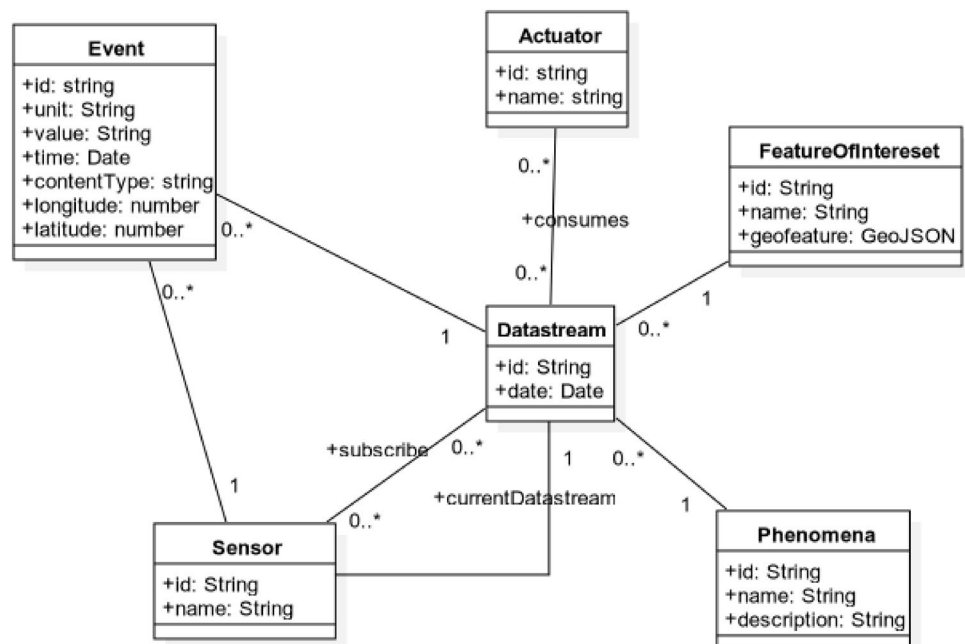 Event
+id: string
+unit: String
+value: String
+time: Date
+contentType: string
+longitude: number
+latitude: number
Actuator
+id: string
+name: string
FeatureOfIntereset
+id: String
+name: String
+geofeature: GeoJSON
0..*
+consumes
0..*
0..*
0..*
1
1
0..*
Datastream
+id: String
+date: Date
+subscribe
0..*
1
0..*
+currentDatastream
1
0..*
1
Sensor
+id: String
+name: String
Phenomena
+id: String
+name: String
+description: String